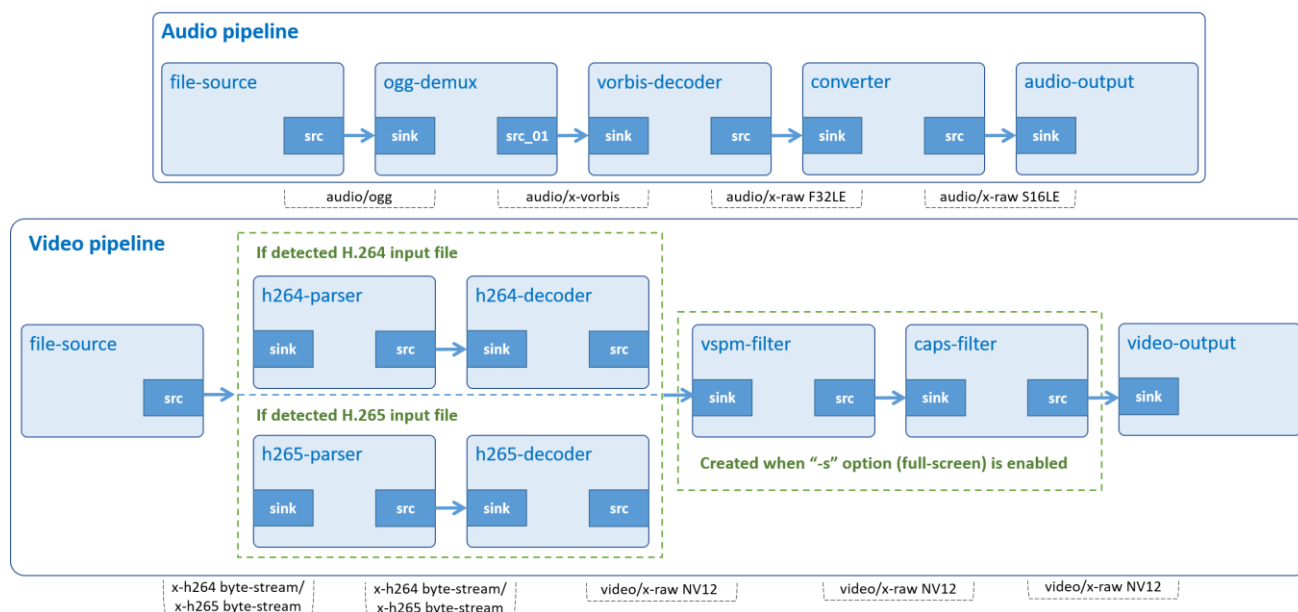 Audio pipeline
file-source
ogg-demux
vorbis-decoder
converter
audio-output
src
sink
src_01
sink
src
sink
src
sink
audio/ogg
audio/x-vorbis
audio/x-raw F32LE
audio/x-raw S16LE
Video pipeline
If detected H.264 input file
h264-parser
h264-decoder
sink
src
sink
src
file-source
src
If detected H.265 input file
h265-parser
h265-decoder
sink
src
sink
src
vspm-filter
caps-filter
sink
src
sink
src
Created when “-s” option (full-screen) is enabled
video-output
sink
x-h264 byte-stream/
x-h265 byte-stream
x-h264 byte-stream/
x-h265 byte-stream
video/x-raw NV12
video/x-raw NV12
video/x-raw NV12